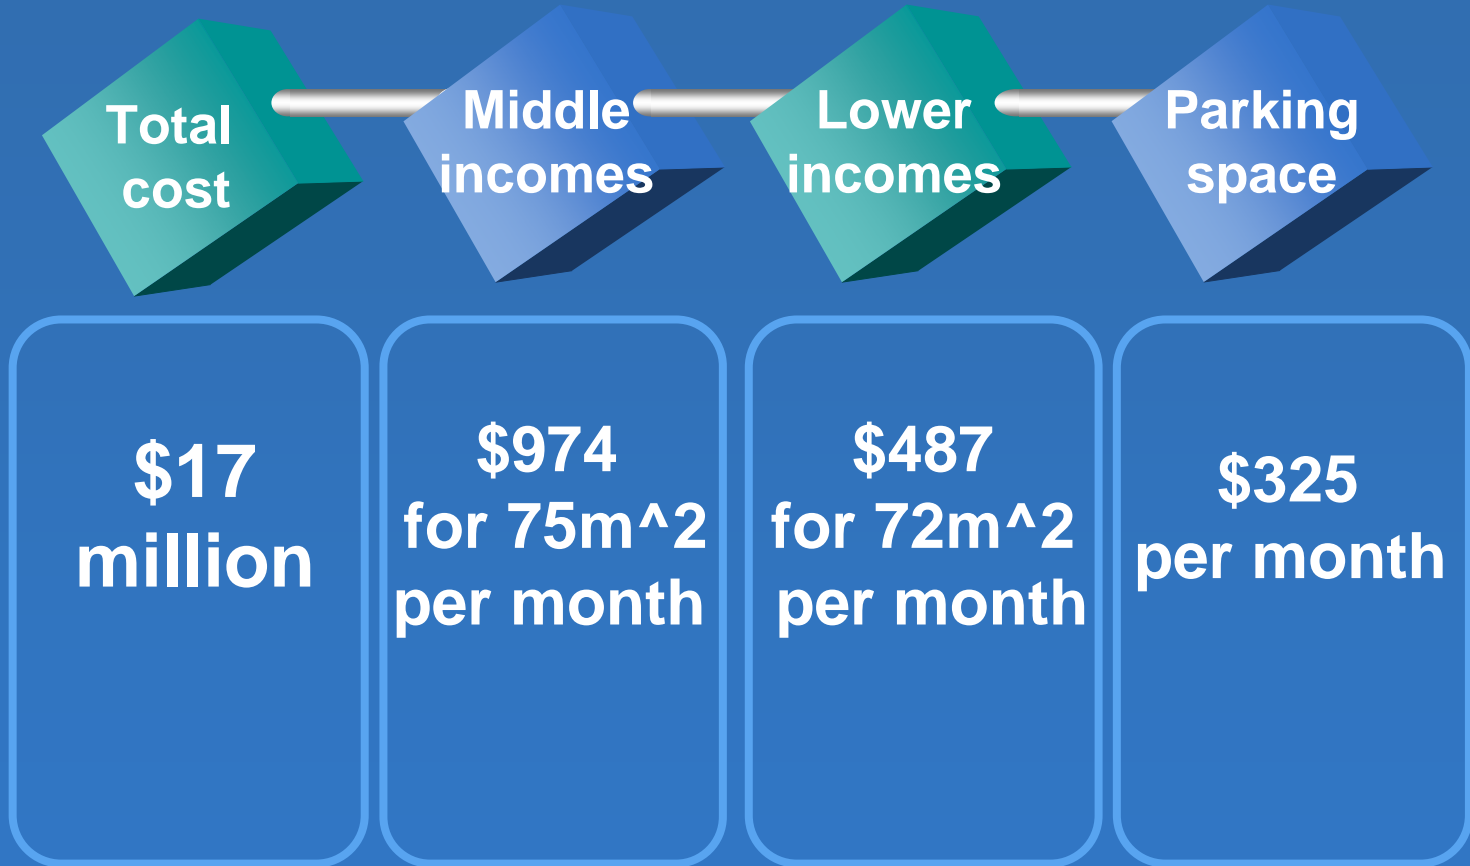 Total
cost
Middle
incomes
Lower
incomes
Parking
space
$17
million
$974
for 75m^2
per month
$487
for 72m^2
per month
$325
per month